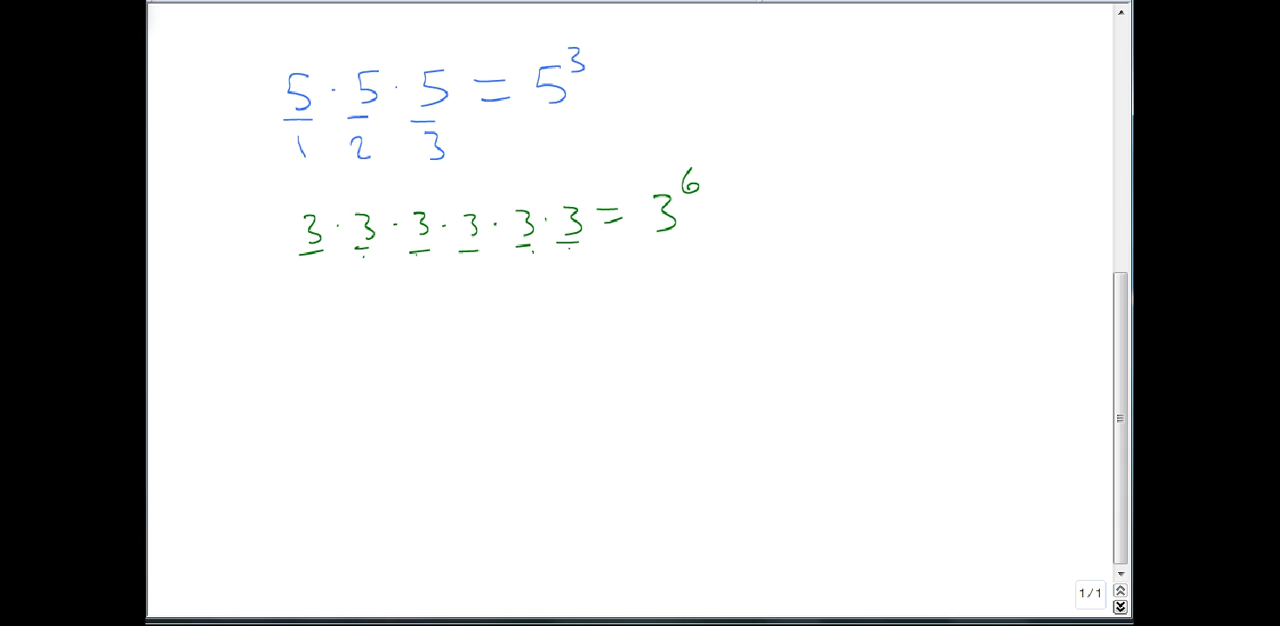 5 · 5 · 5 = 5³
1 2 3
3 · 3 · 3 · 3 · 3 · 3 = 3⁶
1/1